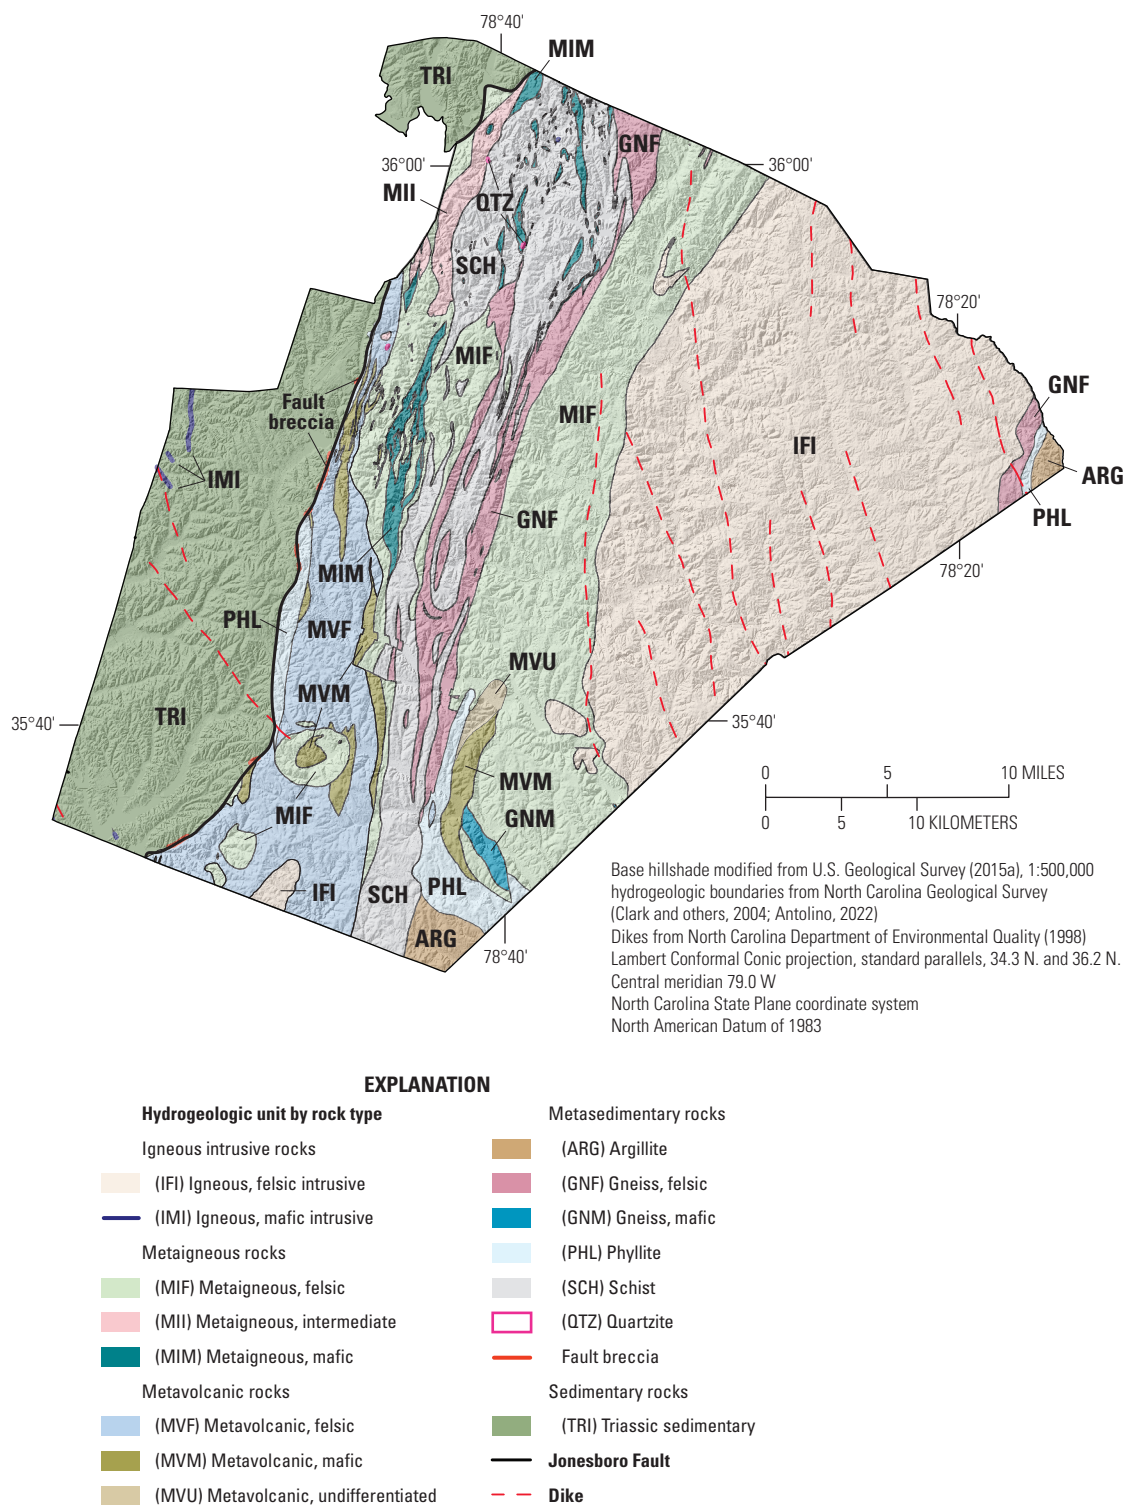 78°40'
MIM
TRI
GNF
36°00'
36°00'
MII
QTZ
SCH
78°20'
MIF
GNF
Fault
breccia
MIF
IFI
IMI
ARG
GNF
PHL
MIM
78°20'
PHL
MVF
MVU
MVM
TRI
35°40'
35°40'
MVM
0 5 10 MILES
0 5 10 KILOMETERS
MIF
GNM
IFI
SCH
PHL
ARG
78°40'
Base hillshade modified from U.S. Geological Survey (2015a), 1:500,000
hydrogeologic boundaries from North Carolina Geological Survey
(Clark and others, 2004; Antolino, 2022)
Dikes from North Carolina Department of Environmental Quality (1998)
Lambert Conformal Conic projection, standard parallels, 34.3 N. and 36.2 N.
Central meridian 79.0 W
North Carolina State Plane coordinate system
North American Datum of 1983
EXPLANATION
Hydrogeologic unit by rock type
Igneous intrusive rocks
(IFI) Igneous, felsic intrusive
(IMI) Igneous, mafic intrusive
Metaigneous rocks
(MIF) Metaigneous, felsic
(MII) Metaigneous, intermediate
(MIM) Metaigneous, mafic
Metavolcanic rocks
(MVF) Metavolcanic, felsic
(MVM) Metavolcanic, mafic
(MVU) Metavolcanic, undifferentiated
Metasedimentary rocks
(ARG) Argillite
(GNF) Gneiss, felsic
(GNM) Gneiss, mafic
(PHL) Phyllite
(SCH) Schist
(QTZ) Quartzite
Fault breccia
Sedimentary rocks
(TRI) Triassic sedimentary
Jonesboro Fault
Dike